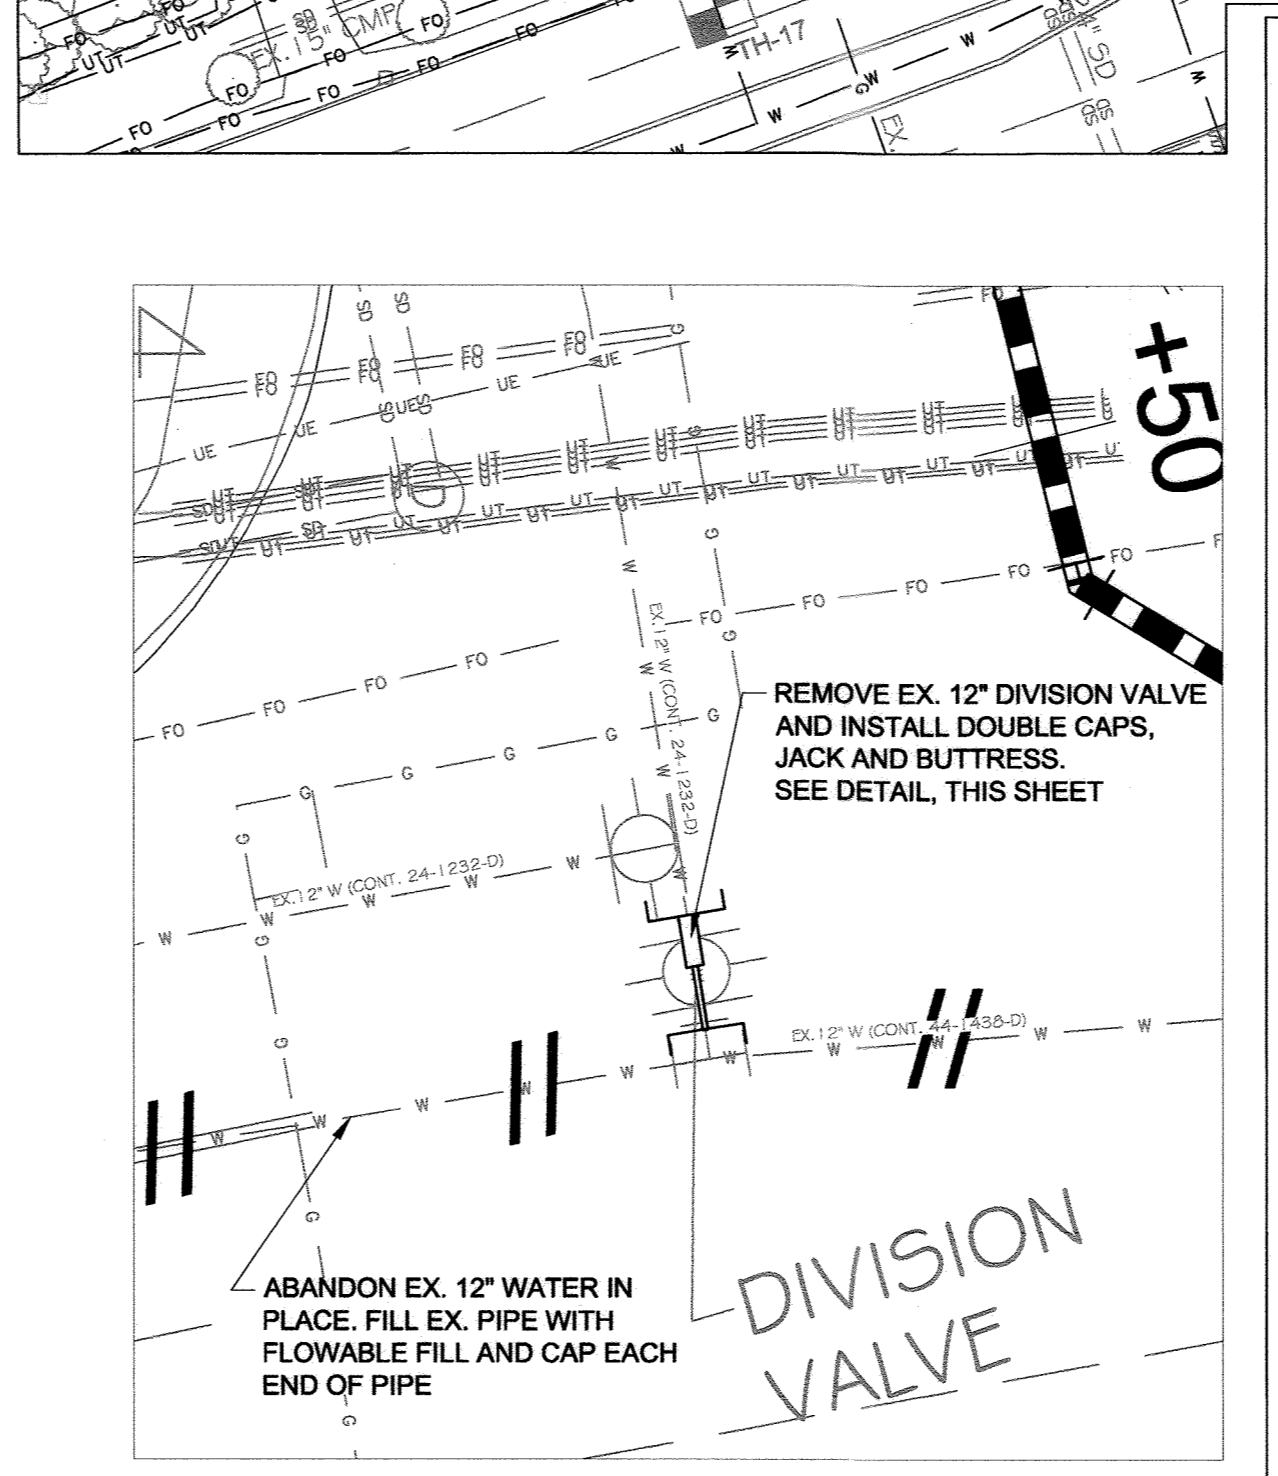 EX. 15" CMP
TH-17
24" SD
EX.
+50
EX. 12" W (CONT. 24-1232-D)
REMOVE EX. 12" DIVISION VALVE
AND INSTALL DOUBLE CAPS,
JACK AND BUTTRESS.
SEE DETAIL, THIS SHEET
EX. 12" W (CONT. 24-1232-D)
EX. 12" W (CONT. 44-1438-D)
ABANDON EX. 12" WATER IN
PLACE. FILL EX. PIPE WITH
FLOWABLE FILL AND CAP EACH
END OF PIPE
DIVISION
VALVE